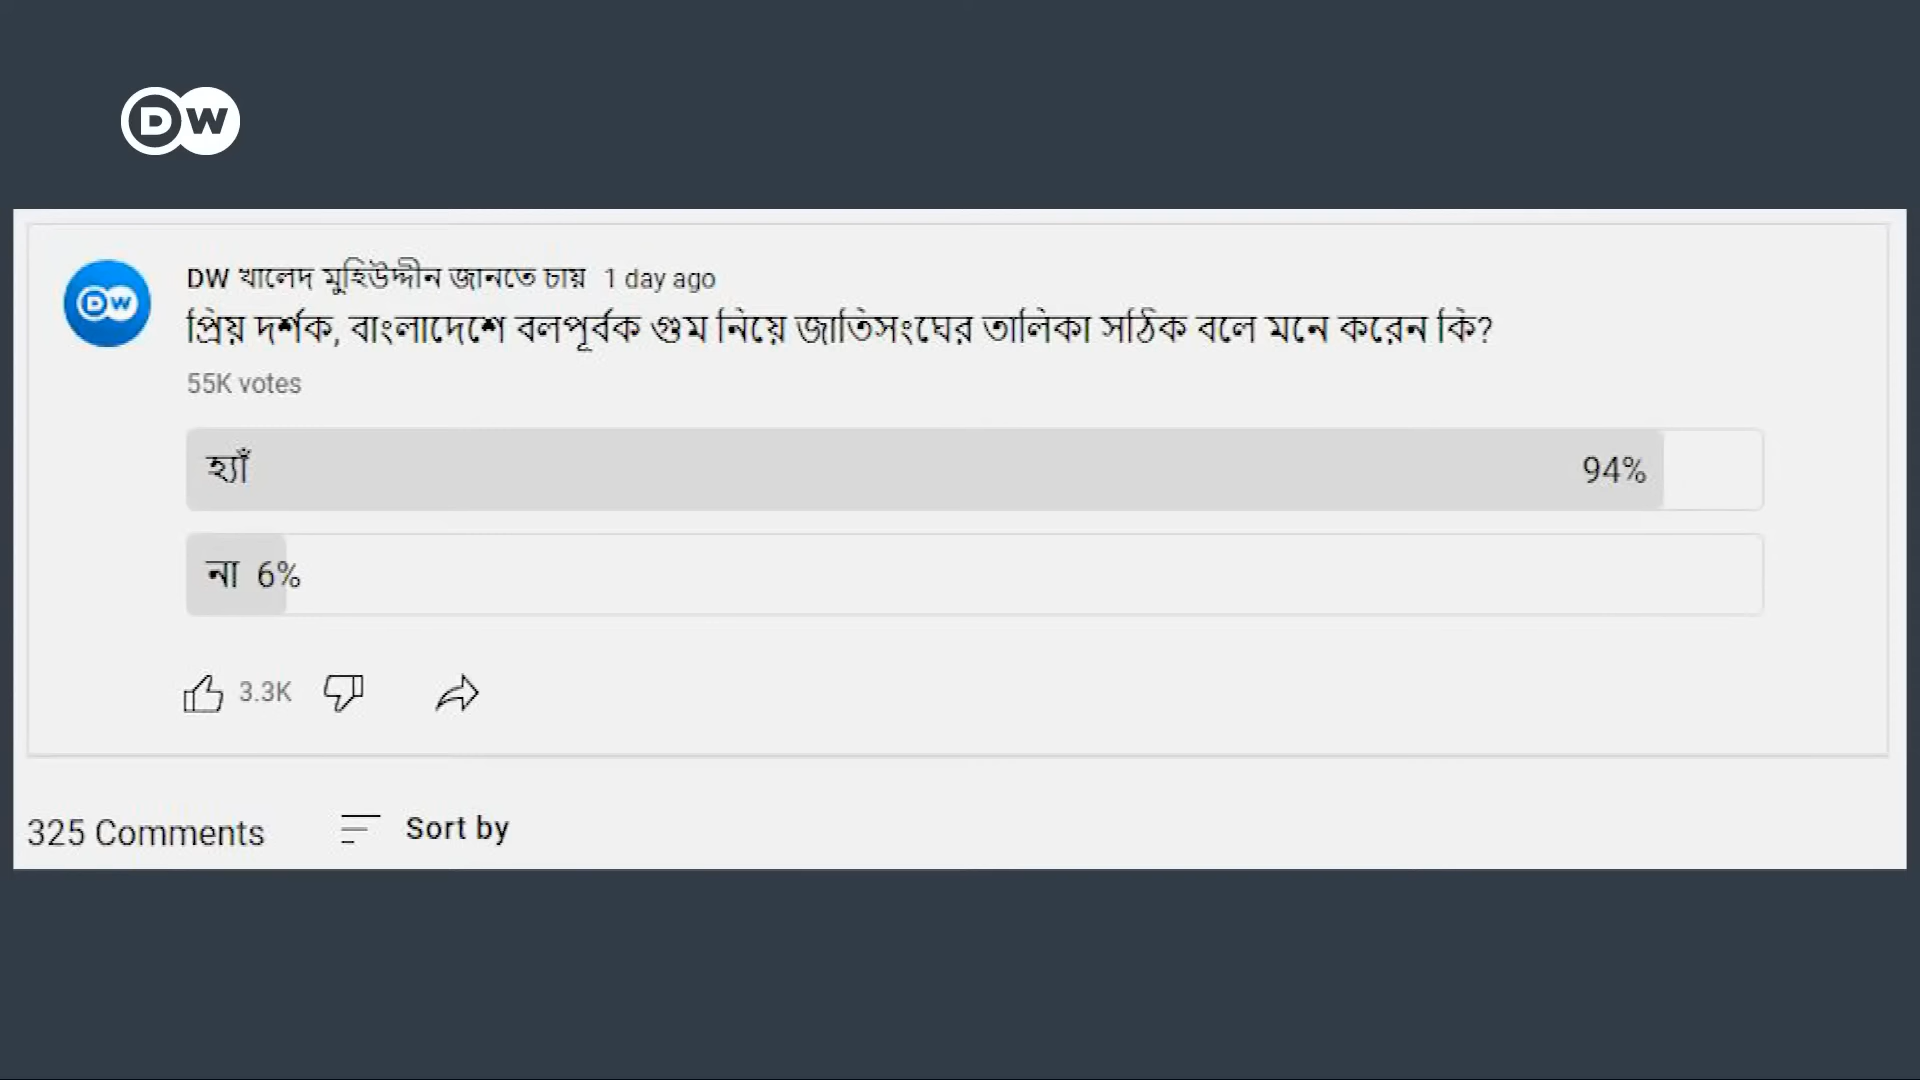 DW
DW
DW খালেদ মুহিউদ্দীন জানতে চায় 1 day ago
প্রিয় দর্শক, বাংলাদেশে বলপূর্বক গুম নিয়ে জাতিসংঘের তালিকা সঠিক বলে মনে করেন কি?
55K votes
হ্যাঁ 94%
না 6%
3.3K
325 Comments Sort by